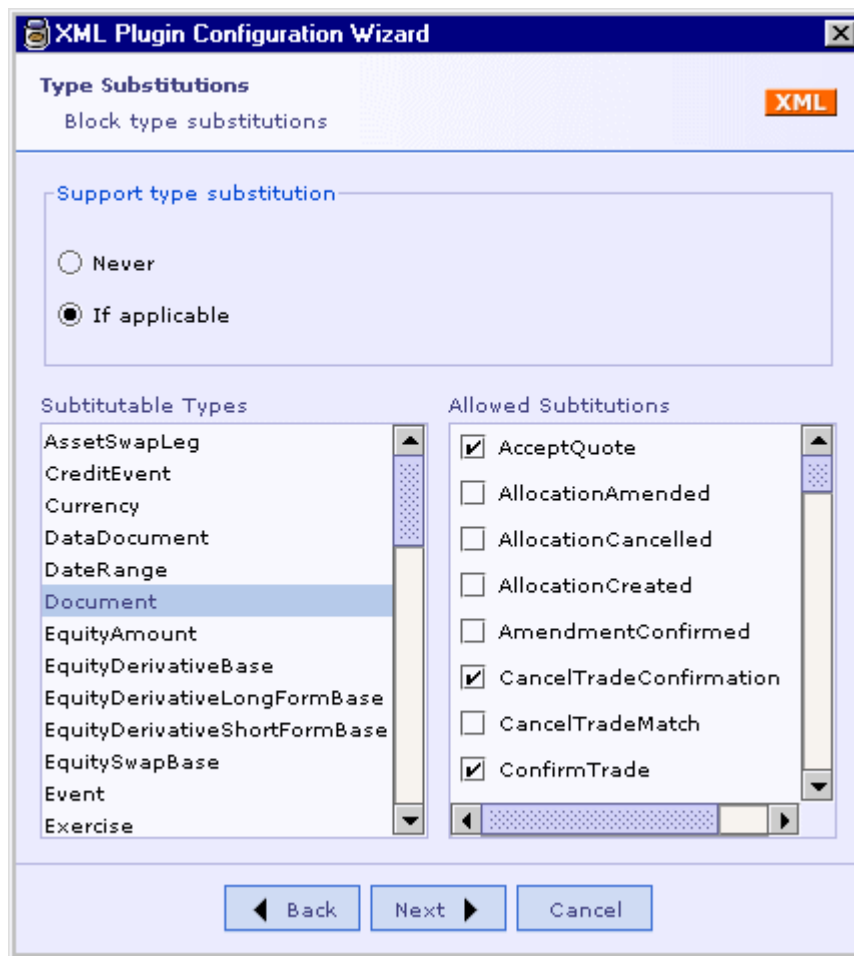 XML Plugin Configuration Wizard
Type Substitutions
Block type substitutions
XML
Support type substitution
Never
If applicable
Subtitutable Types
AssetSwapLeg
CreditEvent
Currency
DataDocument
DateRange
Document
EquityAmount
EquityDerivativeBase
EquityDerivativeLongFormBase
EquityDerivativeShortFormBase
EquitySwapBase
Event
Exercise
Allowed Subtitutions
AcceptQuote
AllocationAmended
AllocationCancelled
AllocationCreated
AmendmentConfirmed
CancelTradeConfirmation
CancelTradeMatch
ConfirmTrade
Back
Next
Cancel